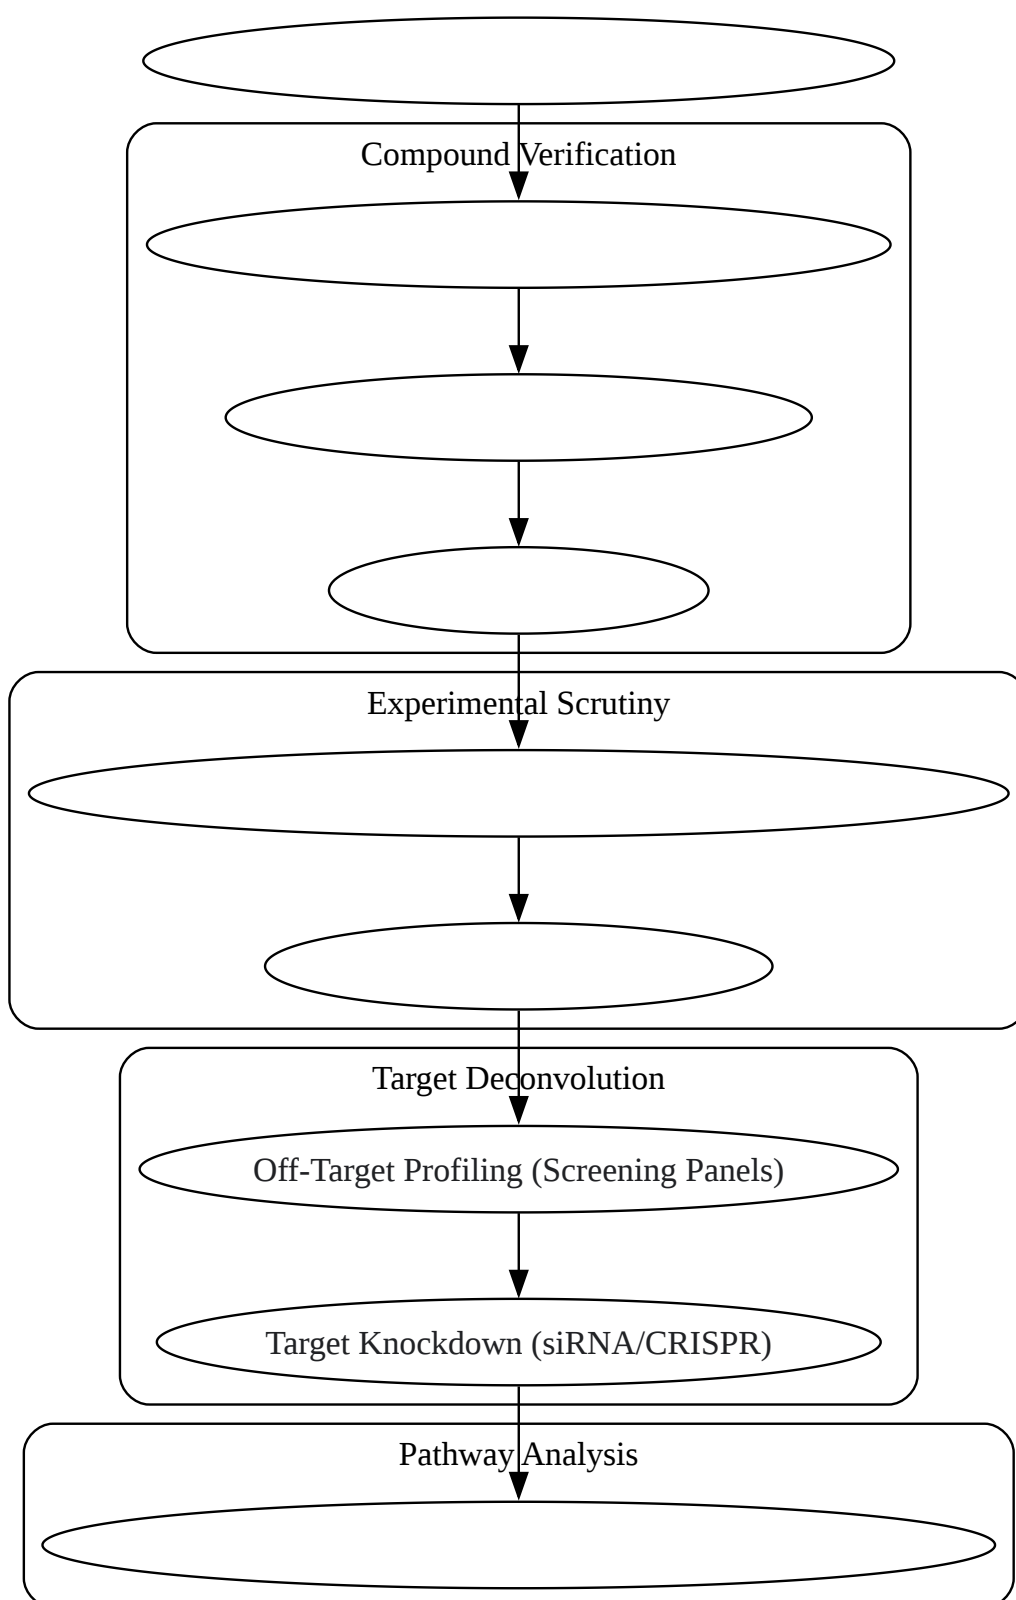 Compound Verification
Experimental Scrutiny
Target Deconvolution
Off-Target Profiling (Screening Panels)
Target Knockdown (siRNA/CRISPR)
Pathway Analysis